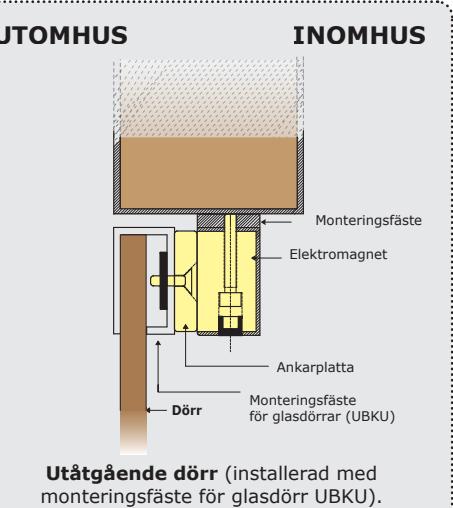 UTOMHUS INOMHUS
Monteringsfäste
Elektromagnet
Ankarplatta
Monteringsfäste
för glasdörrar (UBKU)
Dörr
Utåtgående dörr (installerad med
monteringsfäste för glasdörr UBKU).